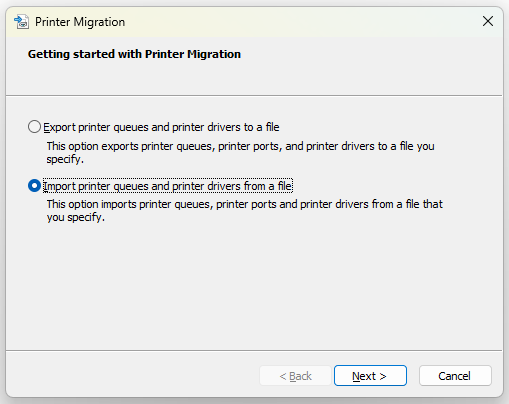 Printer Migration
Getting started with Printer Migration
Export printer queues and printer drivers to a file
This option exports printer queues, printer ports, and printer drivers to a file you
specify.
Import printer queues and printer drivers from a file
This option imports printer queues, printer ports and printer drivers from a file that
you specify.
< Back
Next >
Cancel